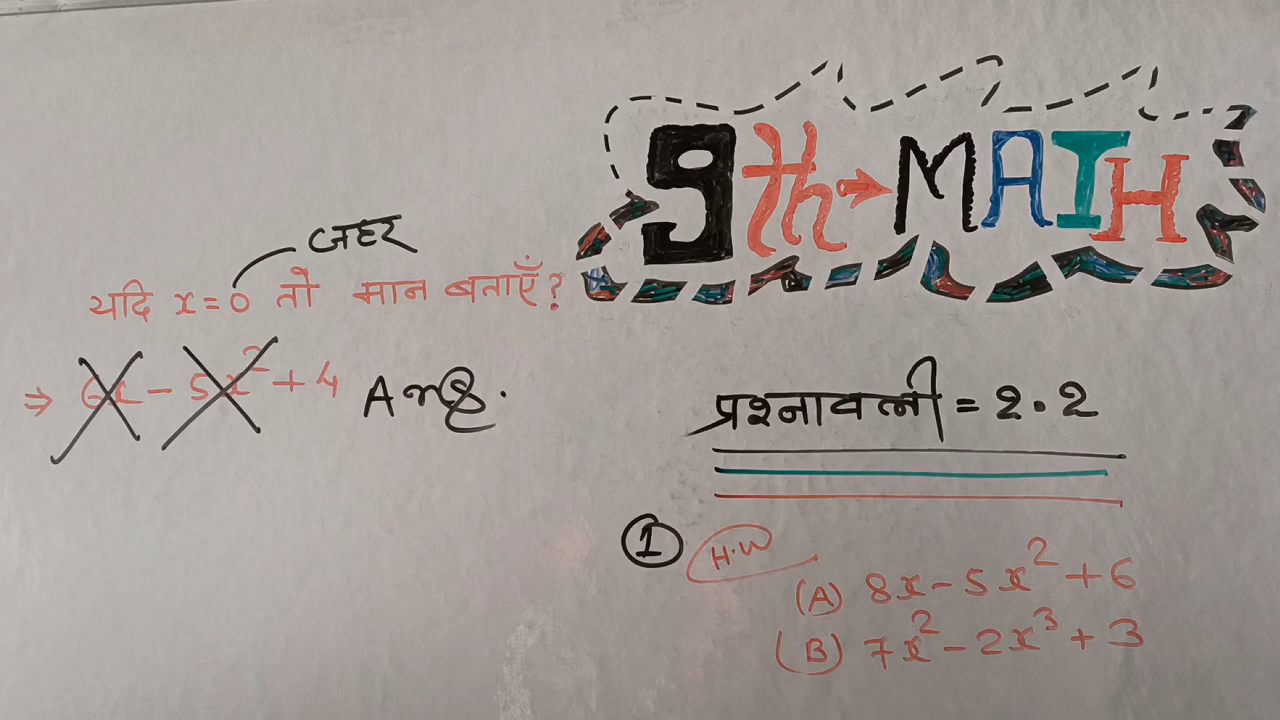 9th → MATH
जहर
यदि x=0 तो मान बताएँ?
⇒ 6x - 5x² + 4 Ans.
प्रश्नावली = 2.2
① H.W
(A) 8x - 5x² + 6
(B) 7x² - 2x³ + 3